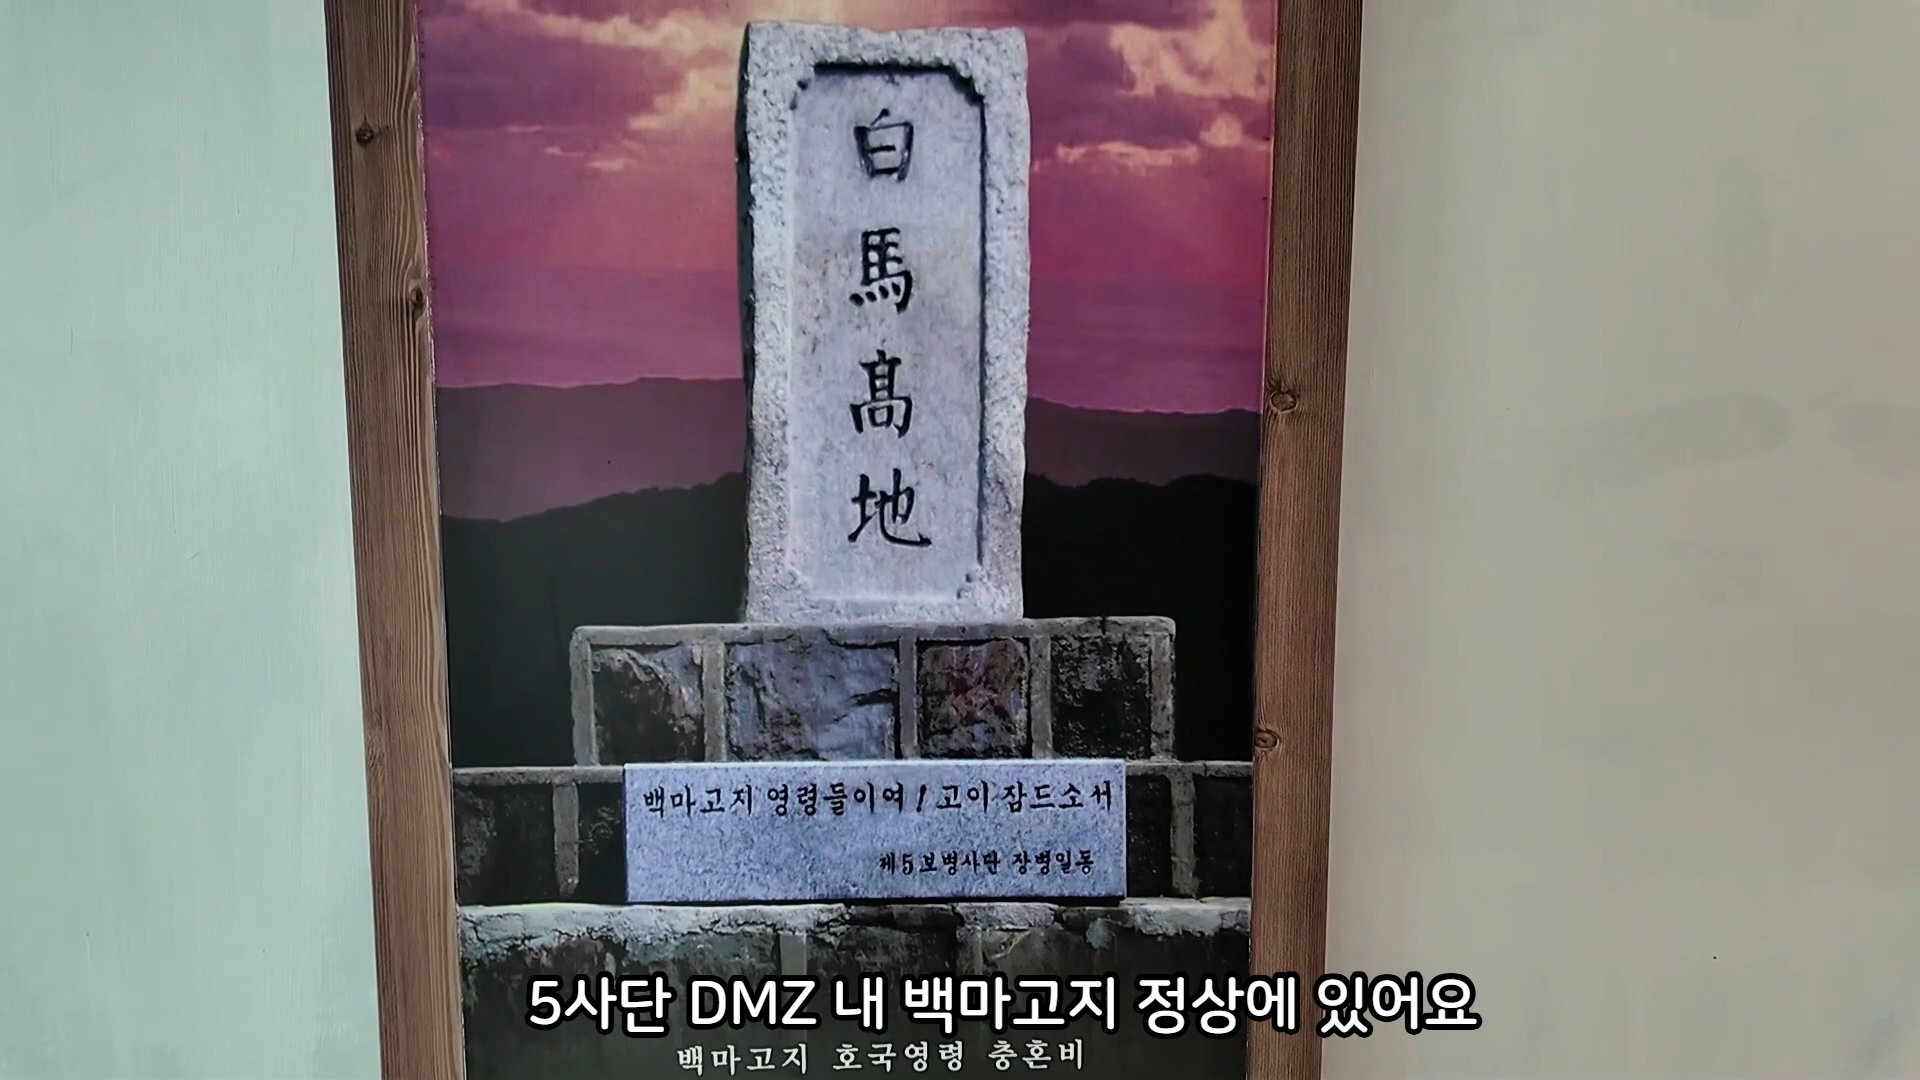 白馬高地
백마고지 영령들이여! 고이 잠드소서
제5보병사단 장병일동
5사단 DMZ 내 백마고지 정상에 있어요
백마고지 호국영령 충혼비